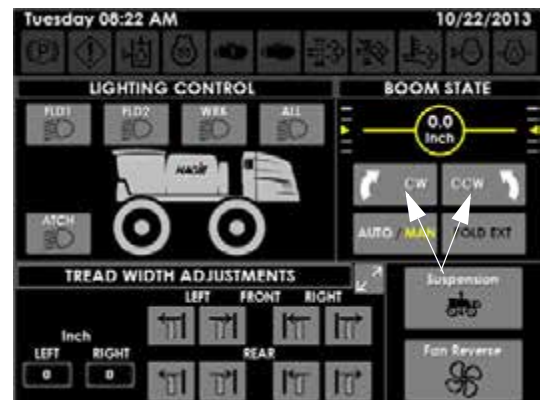 Tuesday 08:22 AM 10/22/2013
LIGHTING CONTROL
BOOM STATE
FLD1 FLD2 WRK ALL
0.0
Inch
HAGIE
CW CCW
ATCH
AUTO / MAN FOLD EXT
TREAD WIDTH ADJUSTMENTS
Suspension
LEFT FRONT RIGHT
Inch
LEFT RIGHT
REAR
0 0
Fan Reverse